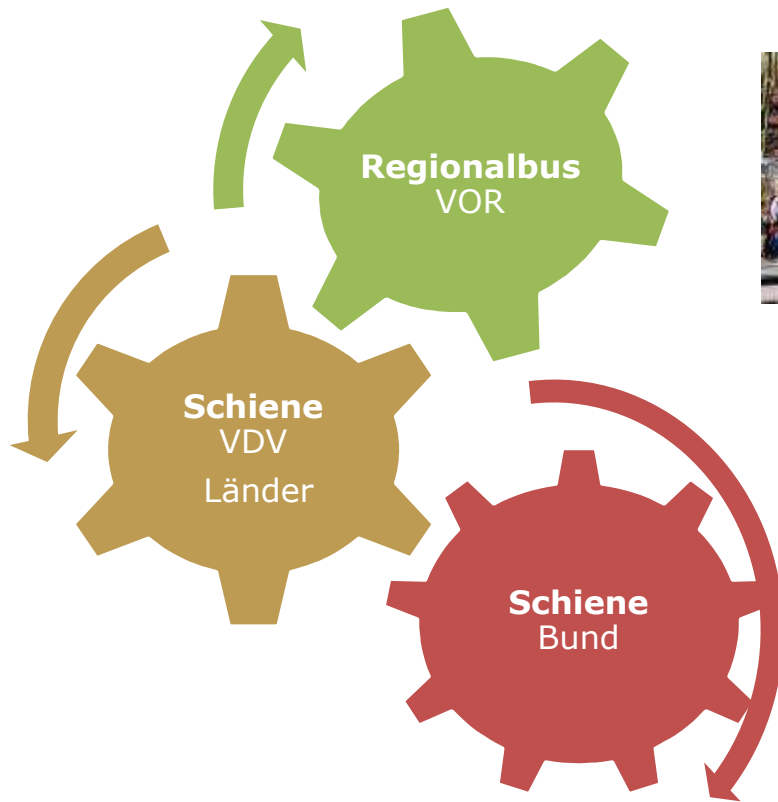 Regionalbus
VOR
Schiene
VDV
Länder
Schiene
Bund